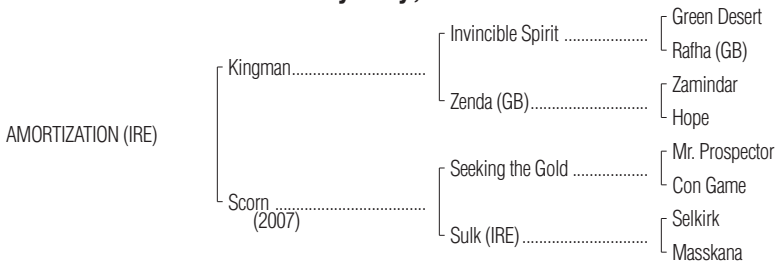 Green Desert
Invincible Spirit ....................
Rafha (GB)
Kingman................................
Zamindar
Zenda (GB)............................
Hope
AMORTIZATION (IRE)
Mr. Prospector
Seeking the Gold ..................
Con Game
Scorn ....................................
(2007)
Selkirk
Sulk (IRE) ..............................
Masskana